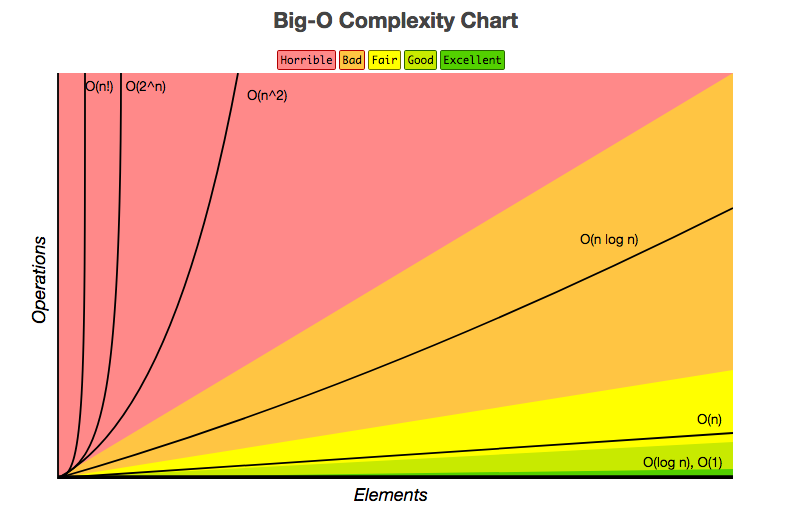 Big-O Complexity Chart
Horrible Bad Fair Good Excellent
O(n!) O(2^n)
O(n^2)
O(n log n)
O(n)
O(log n), O(1)
Operations
Elements